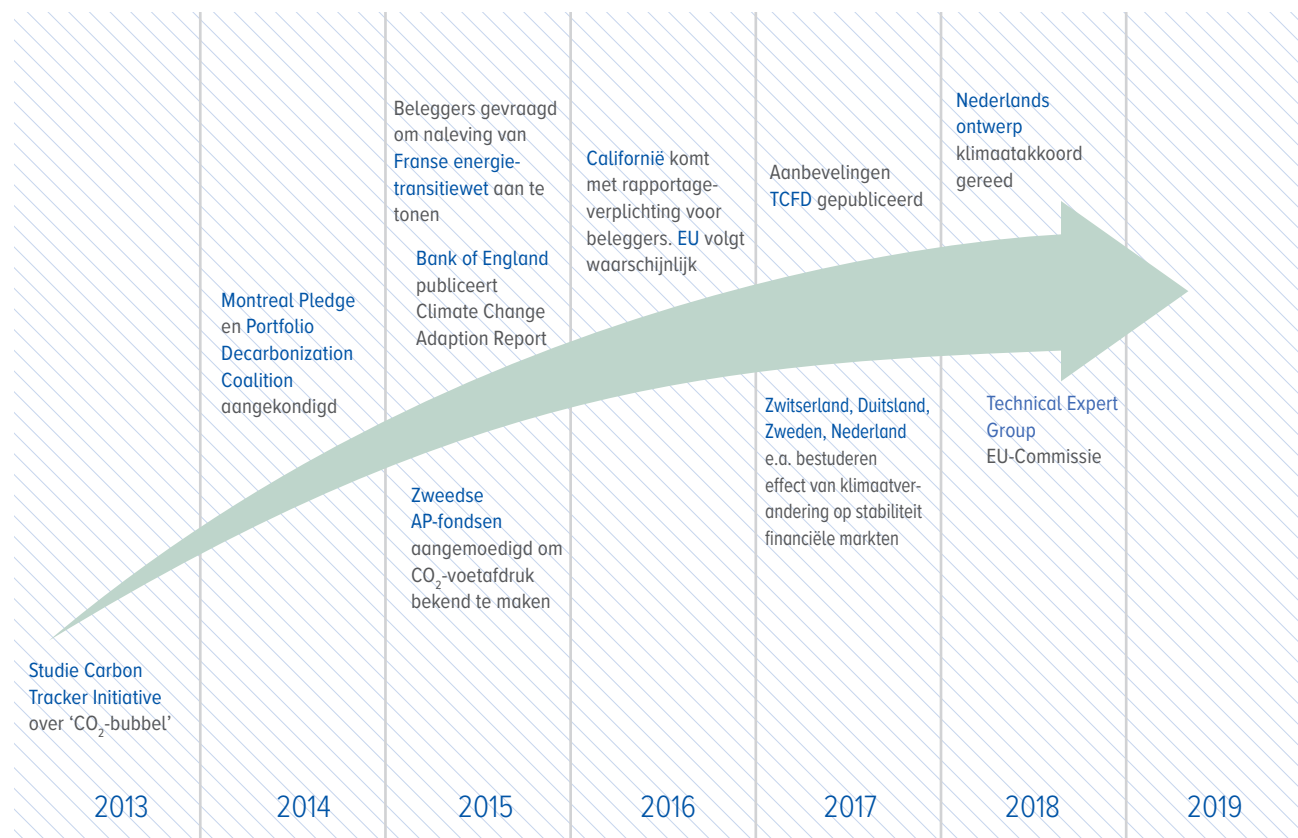 Studie Carbon
Tracker Initiative
over ‘CO₂-bubbel’
Montreal Pledge
en Portfolio
Decarbonization
Coalition
aangekondigd
Beleggers gevraagd
om naleving van
Franse energie-
transitiewet aan te
tonen
Bank of England
publiceert
Climate Change
Adaption Report
Zweedse
AP-fondsen
aangemoedigd om
CO₂-voetafdruk
bekend te maken
Californië komt
met rapportage-
verplichting voor
beleggers. EU volgt
waarschijnlijk
Aanbevelingen
TCFD gepubliceerd
Zwitserland, Duitsland,
Zweden, Nederland
e.a. bestuderen
effect van klimaatver-
andering op stabiliteit
financiële markten
Nederlands
ontwerp
klimaatakkoord
gereed
Technical Expert
Group
EU-Commissie
2013
2014
2015
2016
2017
2018
2019